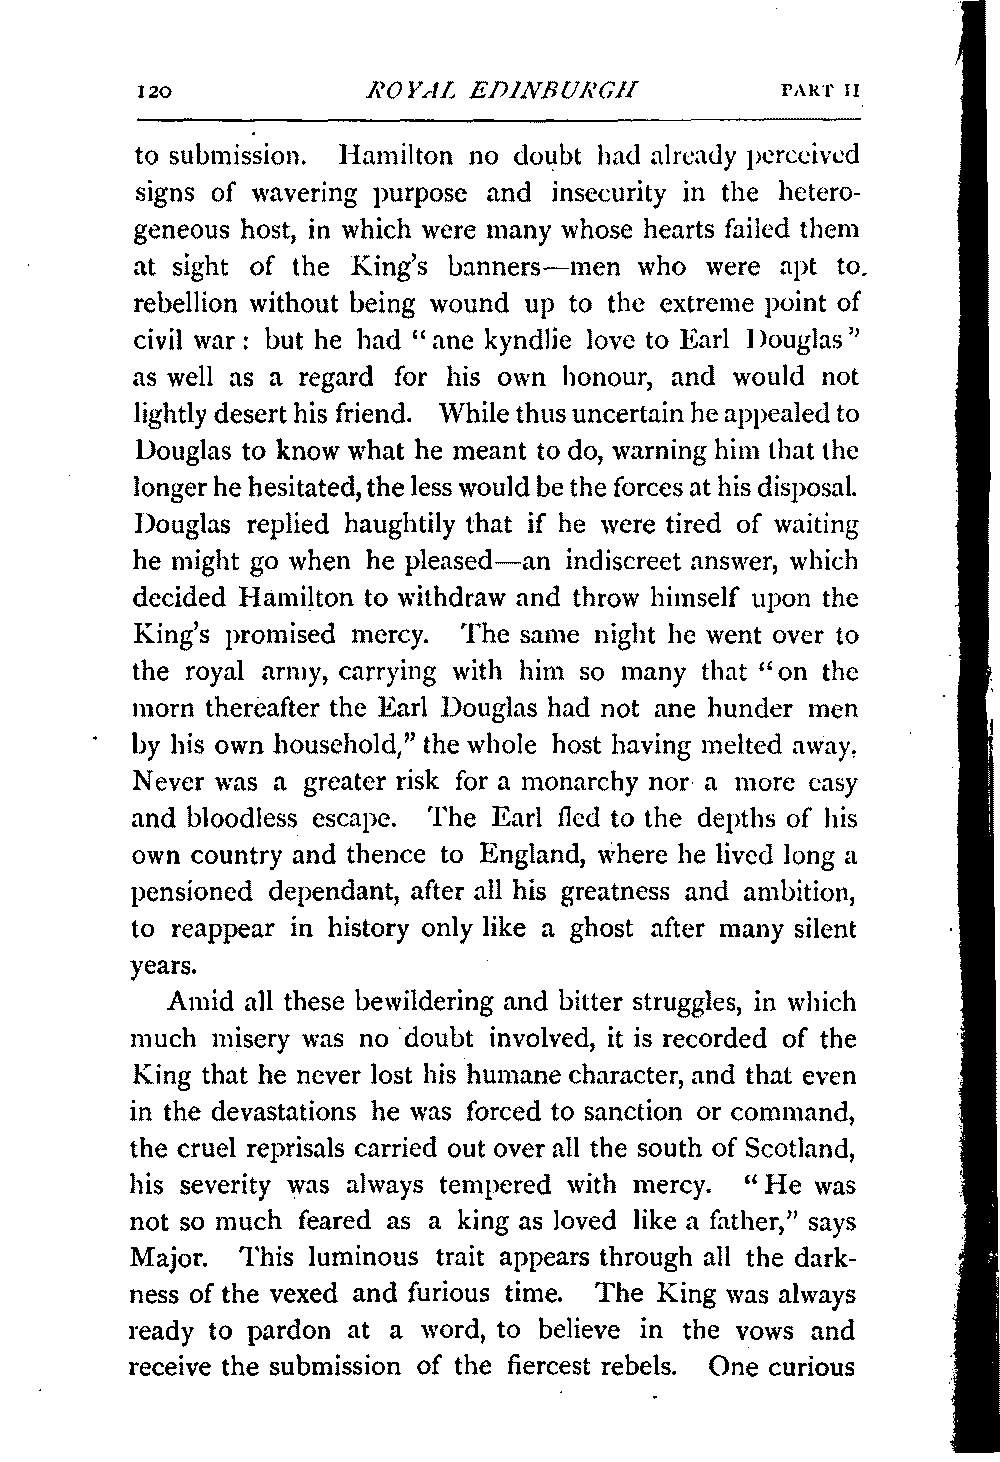 120 ROYAL EDINBURGH PART II
to submission. Hamilton no doubt had already perceived
signs of wavering purpose and insecurity in the hetero-
geneous host, in which were many whose hearts failed them
at sight of the King's banners—men who were apt to
rebellion without being wound up to the extreme point of
civil war: but he had "ane kyndlie love to Earl Douglas"
as well as a regard for his own honour, and would not
lightly desert his friend. While thus uncertain he appealed to
Douglas to know what he meant to do, warning him that the
longer he hesitated, the less would be the forces at his disposal.
Douglas replied haughtily that if he were tired of waiting
he might go when he pleased—an indiscreet answer, which
decided Hamilton to withdraw and throw himself upon the
King's promised mercy. The same night he went over to
the royal army, carrying with him so many that "on the
morn thereafter the Earl Douglas had not ane hunder men
by his own household," the whole host having melted away.
Never was a greater risk for a monarchy nor a more easy
and bloodless escape. The Earl fled to the depths of his
own country and thence to England, where he lived long a
pensioned dependant, after all his greatness and ambition,
to reappear in history only like a ghost after many silent
years.
Amid all these bewildering and bitter struggles, in which
much misery was no doubt involved, it is recorded of the
King that he never lost his humane character, and that even
in the devastations he was forced to sanction or command,
the cruel reprisals carried out over all the south of Scotland,
his severity was always tempered with mercy. "He was
not so much feared as a king as loved like a father," says
Major. This luminous trait appears through all the dark-
ness of the vexed and furious time. The King was always
ready to pardon at a word, to believe in the vows and
receive the submission of the fiercest rebels. One curious